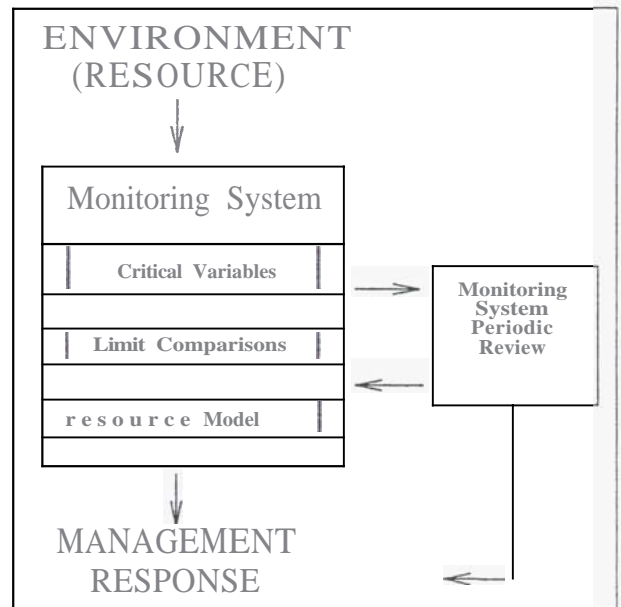 ENVIRONMENT
(RESOURCE)
Monitoring System
Critical Variables
Limit Comparisons
resource Model
Monitoring
System
Periodic
Review
MANAGEMENT
RESPONSE